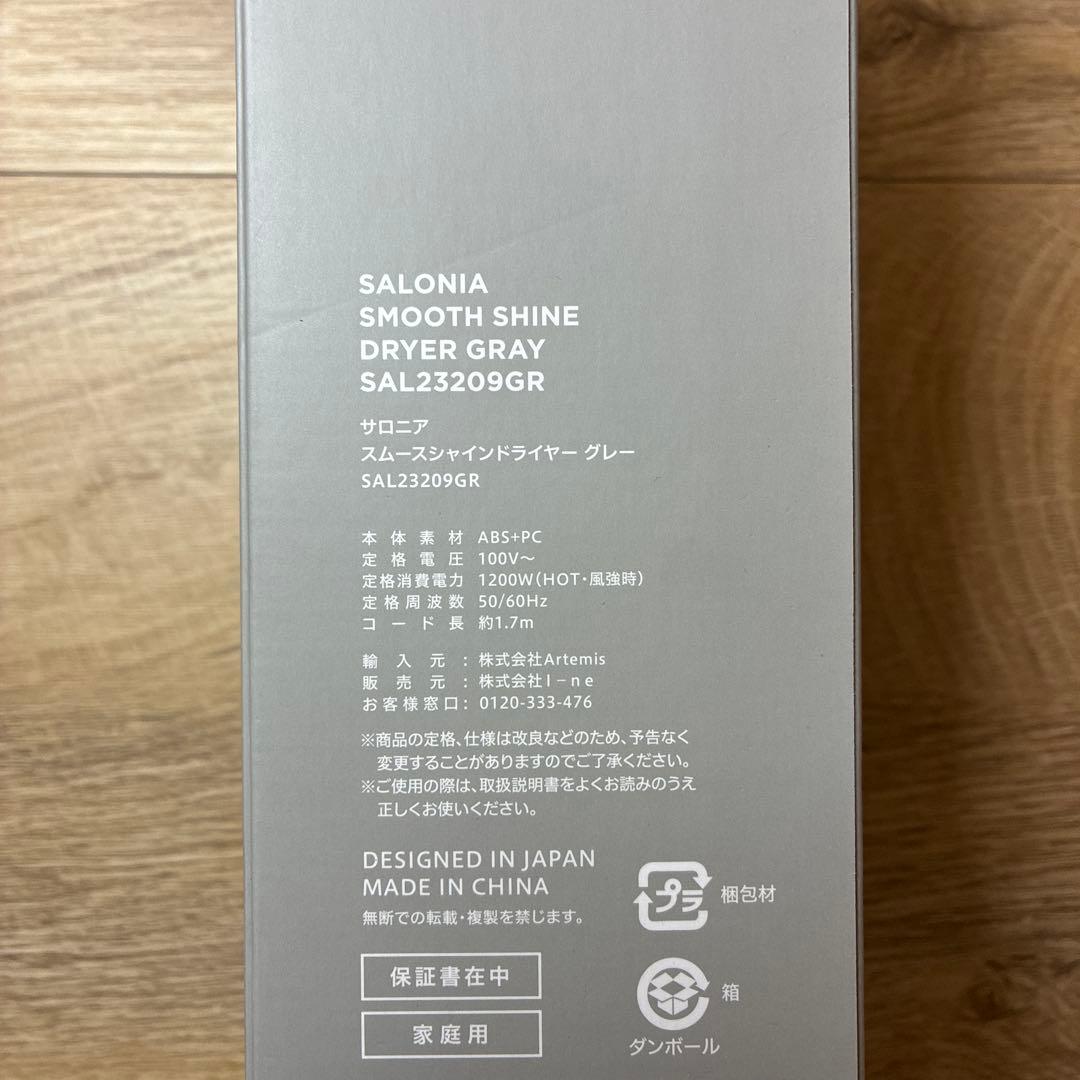 SALONIA
SMOOTH SHINE
DRYER GRAY
SAL23209GR
サロニア
スムースシャインドライヤー グレー
SAL23209GR
本体素材 ABS+PC
定格電圧 100V〜
定格消費電力 1200W(HOT・風強時)
定格周波数 50/60Hz
コード長 約1.7m
輸入元:株式会社Artemis
販売元:株式会社I−ne
お客様窓口:0120-333-476
※商品の定格、仕様は改良などのため、予告なく
変更することがありますのでご了承ください。
※ご使用の際は、取扱説明書をよくお読みのうえ
正しくお使いください。
DESIGNED IN JAPAN
MADE IN CHINA
無断での転載・複製を禁じます。
プラ 梱包材
保証書在中
箱
家庭用
ダンボール